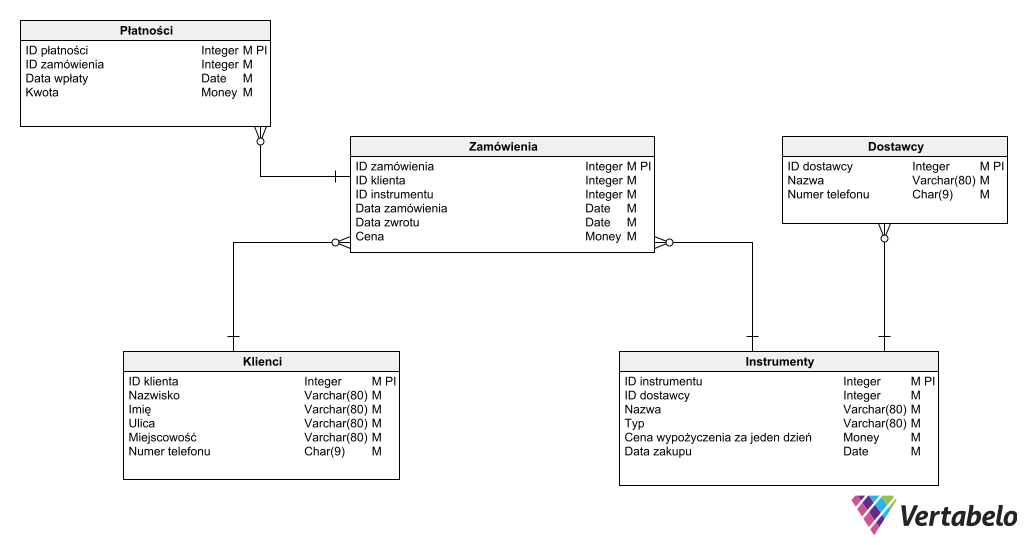 Płatności
ID płatności Integer M PI
ID zamówienia Integer M
Data wpłaty Date M
Kwota Money M
Zamówienia
ID zamówienia Integer M PI
ID klienta Integer M
ID instrumentu Integer M
Data zamówienia Date M
Data zwrotu Date M
Cena Money M
Dostawcy
ID dostawcy Integer M PI
Nazwa Varchar(80) M
Numer telefonu Char(9) M
Klienci
ID klienta Integer M PI
Nazwisko Varchar(80) M
Imię Varchar(80) M
Ulica Varchar(80) M
Miejscowość Varchar(80) M
Numer telefonu Char(9) M
Instrumenty
ID instrumentu Integer M PI
ID dostawcy Integer M
Nazwa Varchar(80) M
Typ Varchar(80) M
Cena wypożyczenia za jeden dzień Money M
Data zakupu Date M
Vertabelo